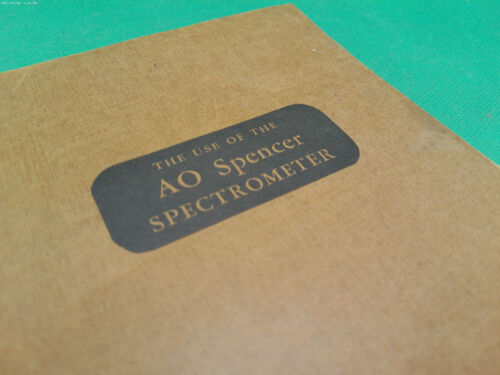 THE USE OF THE
AO Spencer
SPECTROMETER